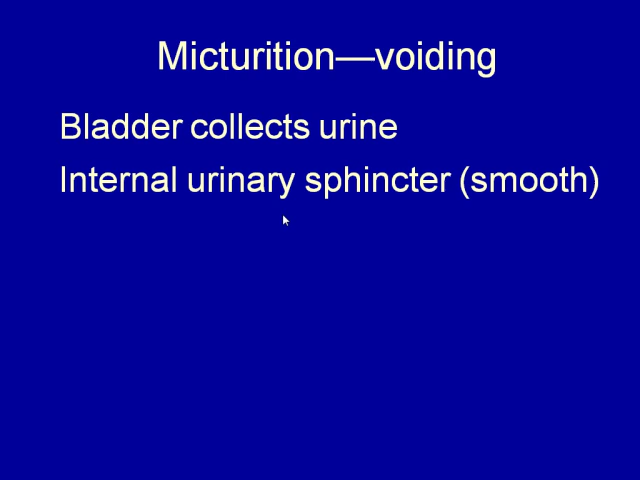 Micturition—voiding
Bladder collects urine
Internal urinary sphincter (smooth)